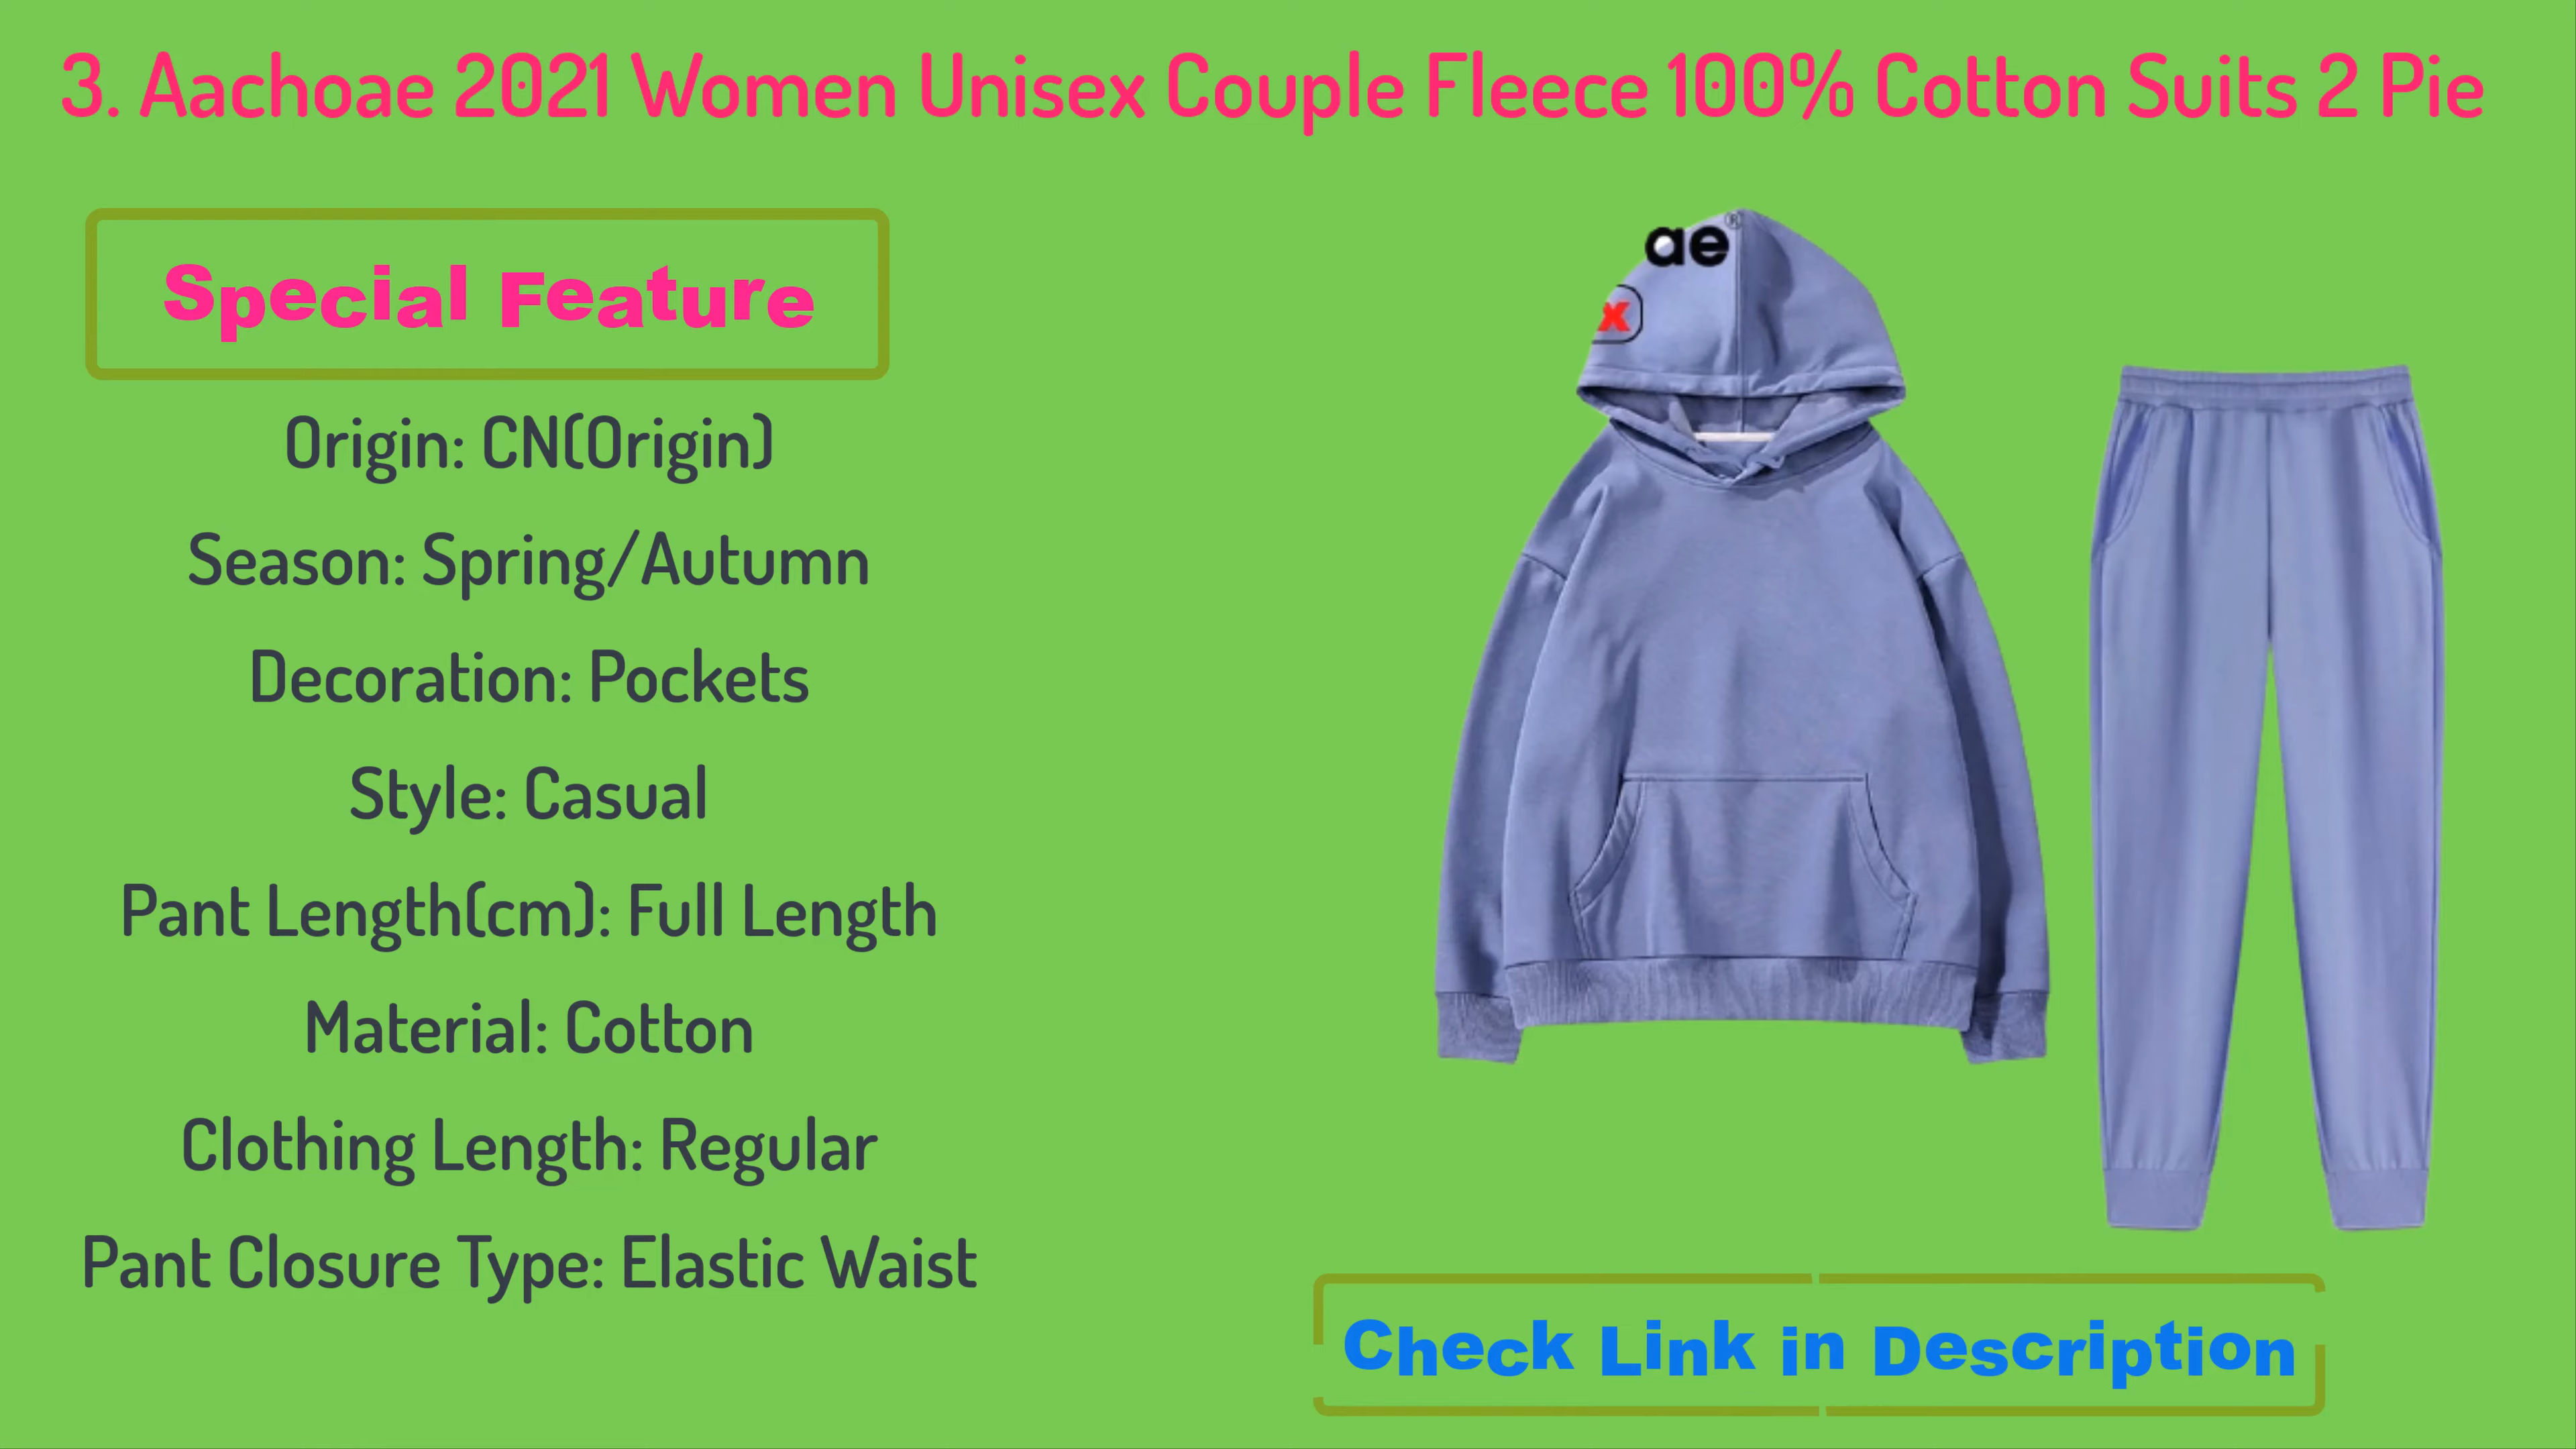 3. Aachoae 2021 Women Unisex Couple Fleece 100% Cotton Suits 2 Pie
Special Feature
Origin: CN(Origin)
Season: Spring/Autumn
Decoration: Pockets
Style: Casual
Pant Length(cm): Full Length
Material: Cotton
Clothing Length: Regular
Pant Closure Type: Elastic Waist
ae®
x
Check Link in Description